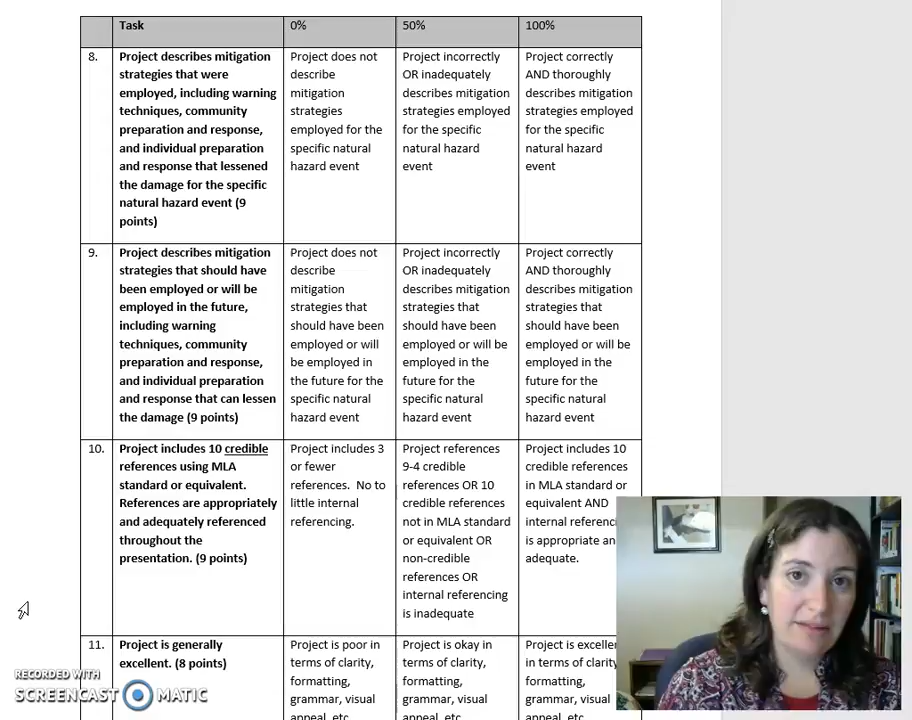 Task 0% 50% 100%
8. Project describes mitigation
strategies that were
employed, including warning
techniques, community
preparation and response,
and individual preparation
and response that lessened
the damage for the specific
natural hazard event (9
points)
Project does not
describe
mitigation
strategies
employed for the
specific natural
hazard event
Project incorrectly
OR inadequately
describes mitigation
strategies employed
for the specific
natural hazard
event
Project correctly
AND thoroughly
describes mitigation
strategies employed
for the specific
natural hazard
event
9. Project describes mitigation
strategies that should have
been employed or will be
employed in the future,
including warning
techniques, community
preparation and response,
and individual preparation
and response that can lessen
the damage (9 points)
Project does not
describe
mitigation
strategies that
should have been
employed or will
be employed in
the future for the
specific natural
hazard event
Project incorrectly
OR inadequately
describes mitigation
strategies that
should have been
employed or will be
employed in the
future for the
specific natural
hazard event
Project correctly
AND thoroughly
describes mitigation
strategies that
should have been
employed or will be
employed in the
future for the
specific natural
hazard event
10. Project includes 10 credible
references using MLA
standard or equivalent.
References are appropriately
and adequately referenced
throughout the
presentation. (9 points)
Project includes 3
or fewer
references. No to
little internal
referencing.
Project references
9-4 credible
references OR 10
credible references
not in MLA standard
or equivalent OR
non-credible
references OR
internal referencing
is inadequate
Project includes 10
credible references
in MLA standard or
equivalent AND
internal
is appropriate
adequate.
11. Project is generally
excellent. (8 points)
Project is poor in
terms of clarity,
formatting,
grammar, visual
appeal, etc
Project is okay in
terms of clarity,
formatting,
grammar, visual
appeal, etc
Project is
in terms of clarity
formatting,
grammar, visual
appeal, etc
RECORDED WITH
SCREENCAST MATIC